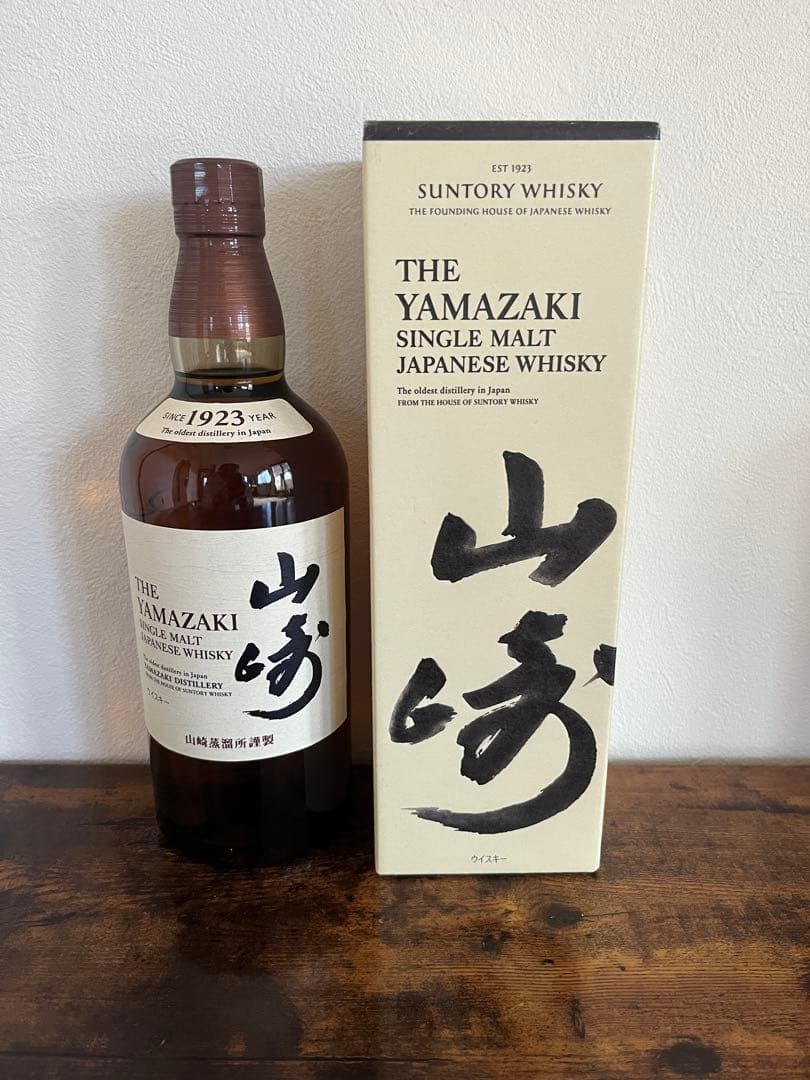 SINCE 1923 YEAR
The oldest distillery in Japan
THE
YAMAZAKI
SINGLE MALT
JAPANESE WHISKY
The oldest distillery in Japan
YAMAZAKI DISTILLERY
FROM THE HOUSE OF SUNTORY WHISKY
ウイスキー
山崎
山崎蒸溜所謹製
EST 1923
SUNTORY WHISKY
THE FOUNDING HOUSE OF JAPANESE WHISKY
THE
YAMAZAKI
SINGLE MALT
JAPANESE WHISKY
The oldest distillery in Japan
FROM THE HOUSE OF SUNTORY WHISKY
山崎
ウイスキー